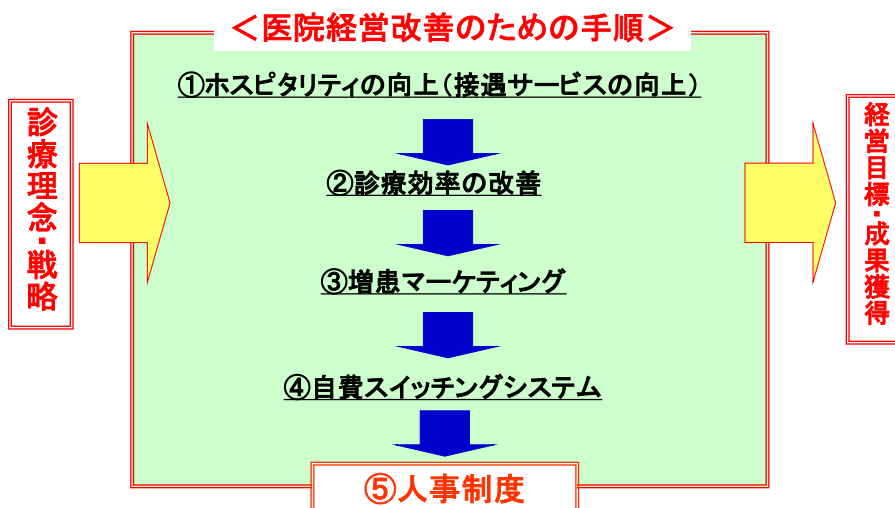 ＜医院経営改善のための手順＞
①ホスピタリティの向上（接遇サービスの向上）
診療理念・戦略
②診療効率の改善
③増患マーケティング
④自費スイッチングシステム
⑤人事制度
経営目標・成果獲得